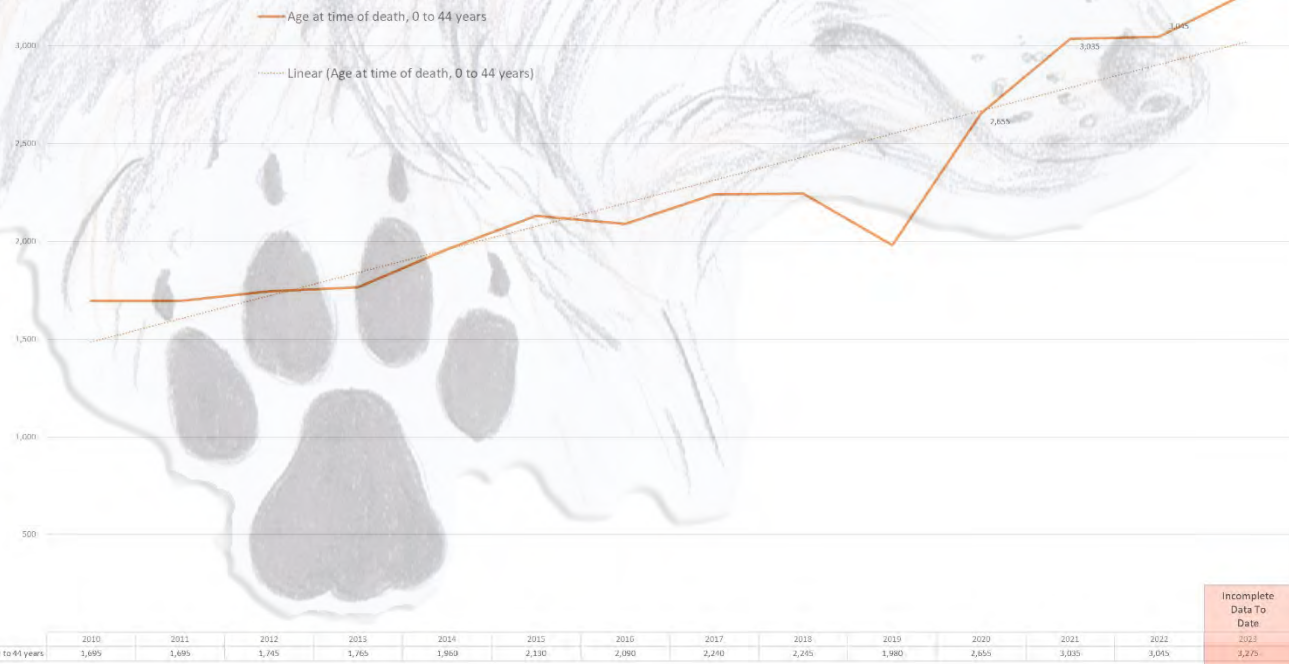 Age at time of death, 0 to 44 years
3,045
3,000
3,035
Linear (Age at time of death, 0 to 44 years)
2,655
2,500
2,000
1,500
1,000
500
Incomplete
Data To
Date
2010 2011 2012 2013 2014 2015 2016 2017 2018 2019 2020 2021 2022 2023
to 44 years 1,695 1,695 1,745 1,765 1,960 2,130 2,090 2,240 2,245 1,980 2,655 3,035 3,045 3,275